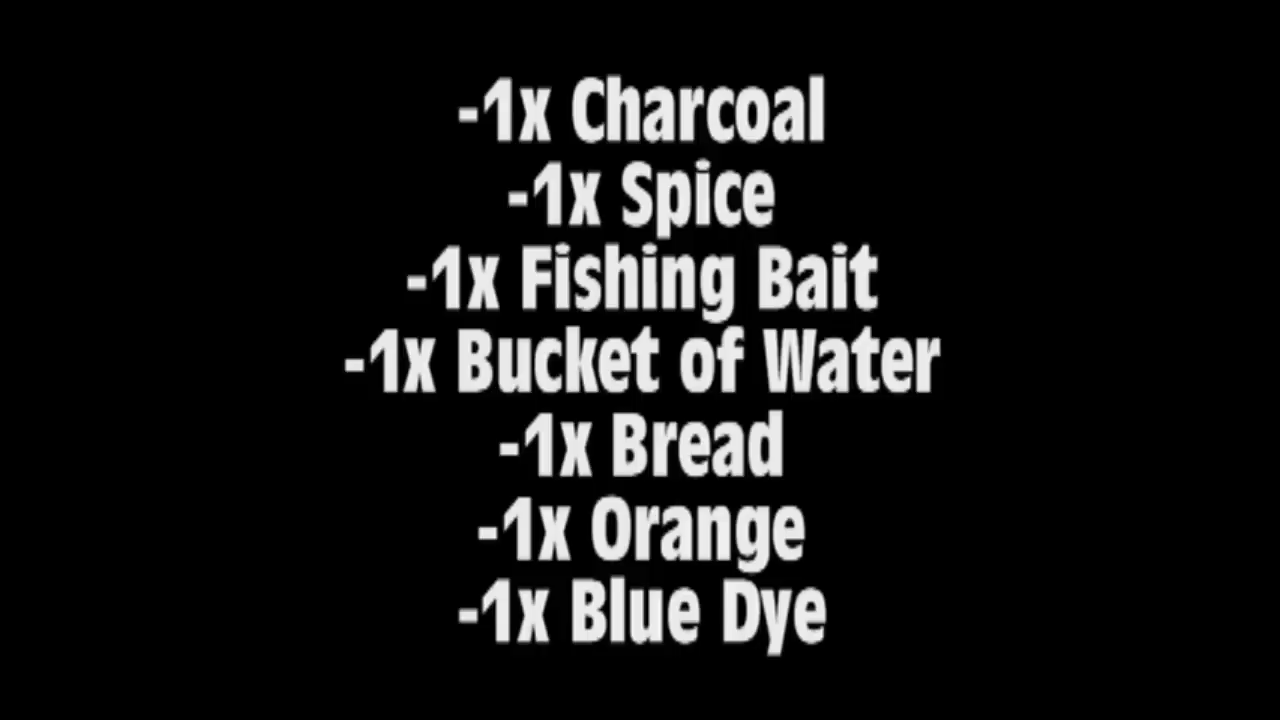 -1x Charcoal
-1x Spice
-1x Fishing Bait
-1x Bucket of Water
-1x Bread
-1x Orange
-1x Blue Dye